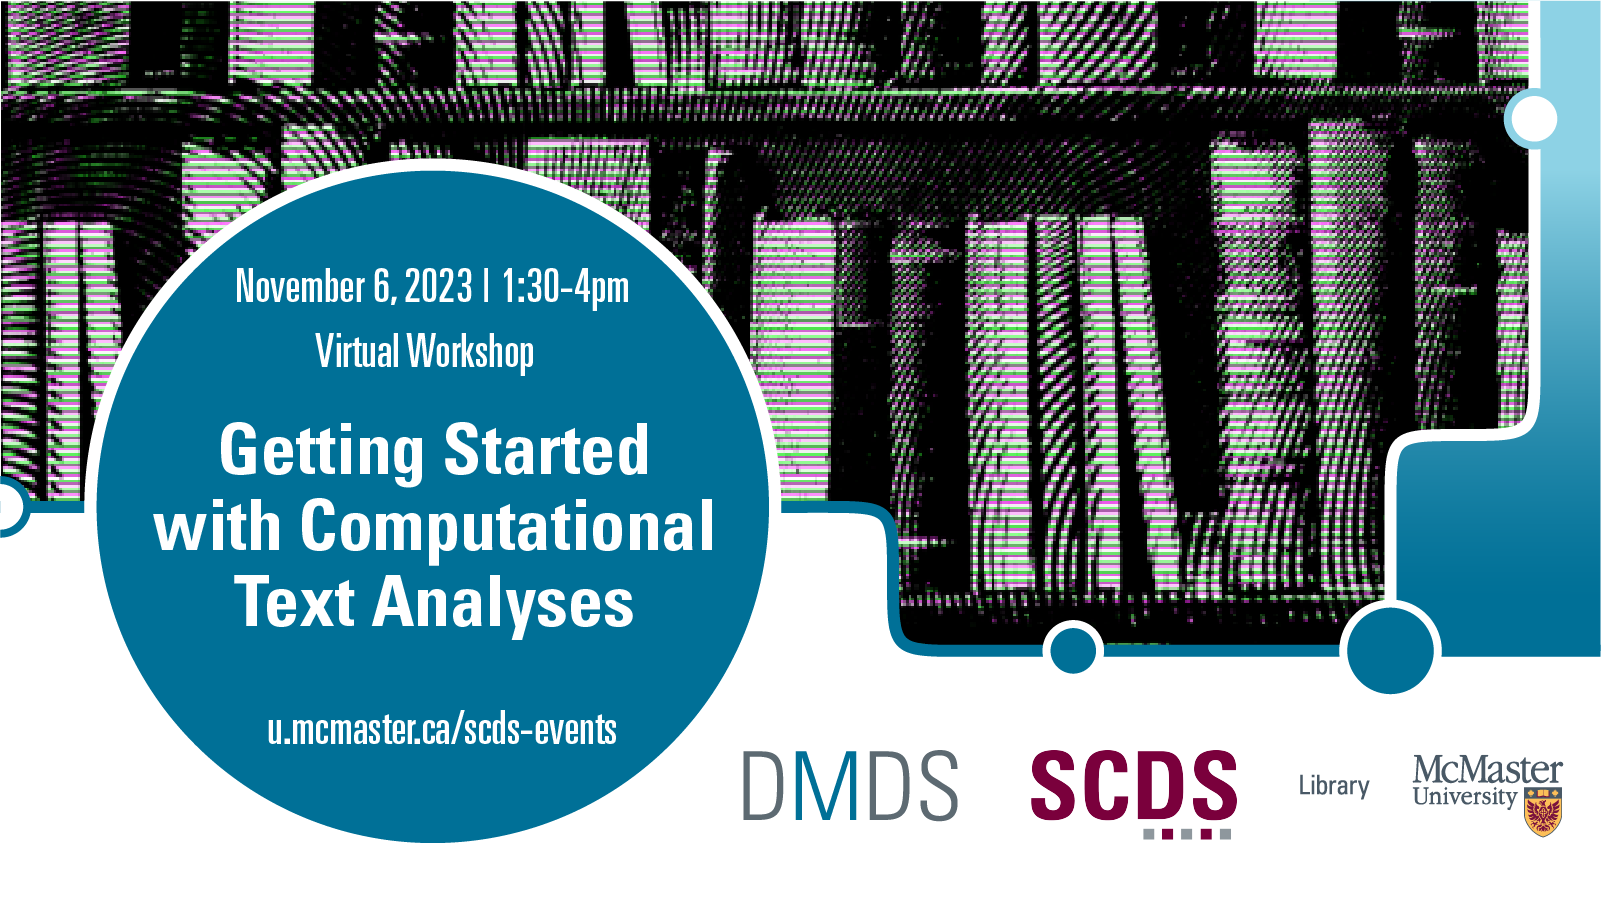 November 6, 2023 | 1:30-4pm
Virtual Workshop
Getting Started
with Computational
Text Analyses
u.mcmaster.ca/scds-events
DMDS
SCDS
Library
McMaster
University